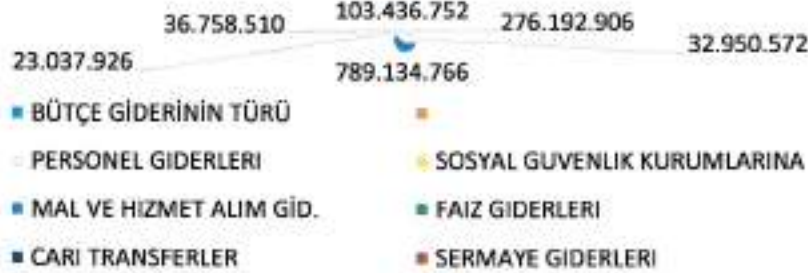 36.758.510
103.436.752
276.192.906
32.950.572
23.037.926
789.134.766
BÜTÇE GİDERİNİN TÜRÜ
PERSONEL GIDERLERI
SOSYAL GUVENLIK KURUMLARINA
MAL VE HIZMET ALIM GİD.
FAIZ GIDERLERI
CARI TRANSFERLER
SERMAYE GIDERLERI